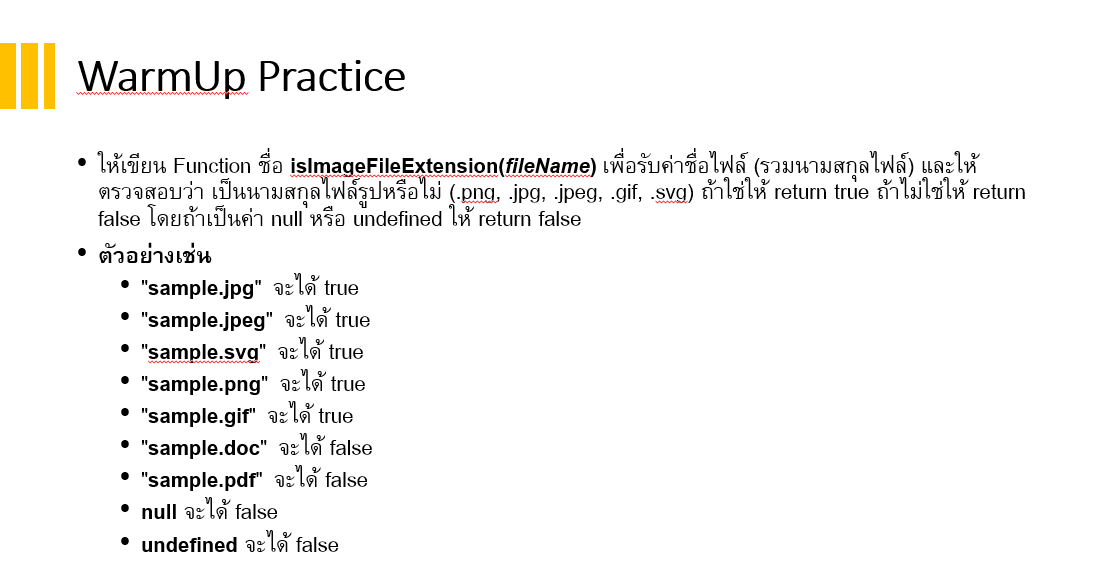 WarmUp Practice
• ให้เขียน Function ชื่อ isImageFileExtension(fileName) เพื่อรับค่าชื่อไฟล์ (รวมนามสกุลไฟล์) และให้
ตรวจสอบว่า เป็นนามสกุลไฟล์รูปหรือไม่ (.png, .jpg, .jpeg, .gif, .svg) ถ้าใช่ให้ return true ถ้าไม่ใช่ให้ return
false โดยถ้าเป็นค่า null หรือ undefined ให้ return false
• ตัวอย่างเช่น
• "sample.jpg" จะได้ true
• "sample.jpeg" จะได้ true
• "sample.svg" จะได้ true
• "sample.png" จะได้ true
• "sample.gif" จะได้ true
• "sample.doc" จะได้ false
• "sample.pdf" จะได้ false
• null จะได้ false
• undefined จะได้ false